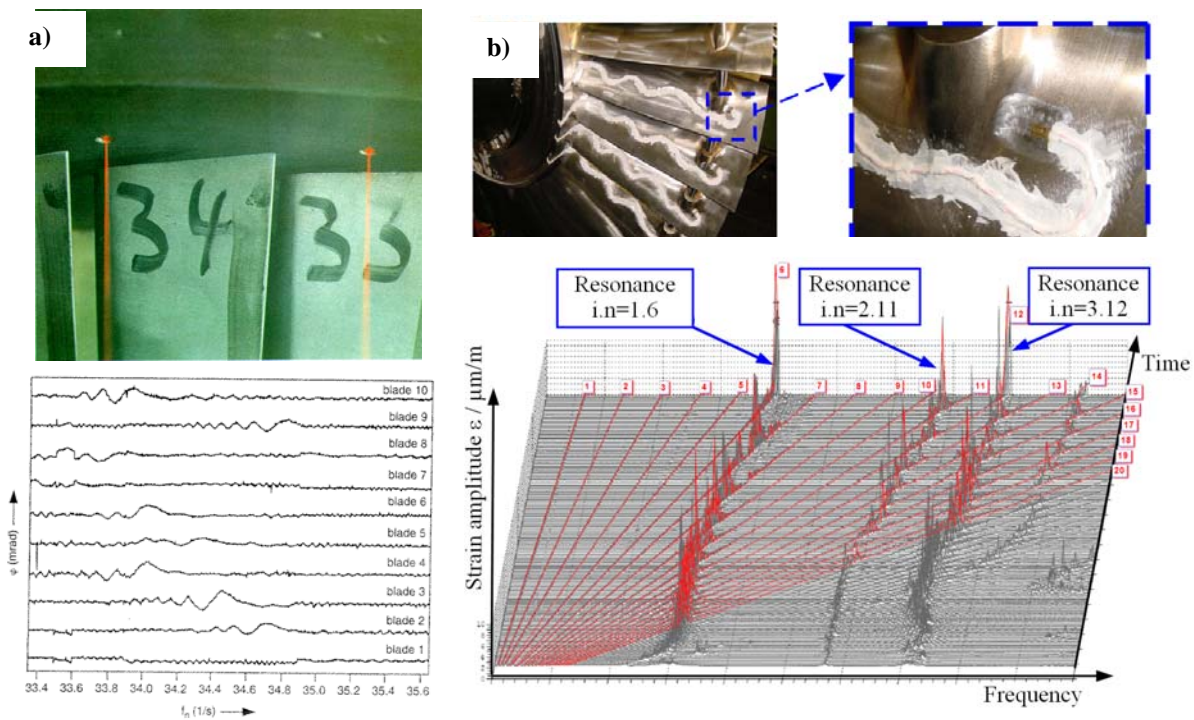 a)
34
33
blade 10
blade 9
blade 8
blade 7
blade 6
blade 5
blade 4
blade 3
blade 2
blade 1
φ (mrad)
33.4 33.6 33.8 34.0 34.2 34.4 34.6 34.8 35.0 35.2 35.4 35.6
fn (1/s)
b)
Resonance
i.n=1.6
Resonance
i.n=2.11
Resonance
i.n=3.12
6
12
1 2 3 4 5 7 8 9 10 11 13 14
15
16
17
18
19
20
Time
Strain amplitude ε / μm/m
Frequency